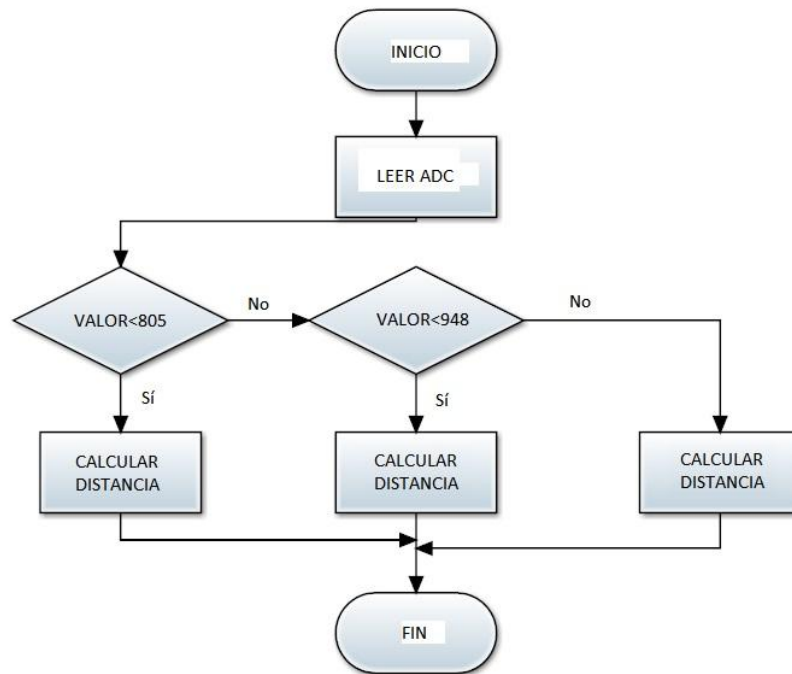 INICIO
LEER ADC
VALOR<805
No
VALOR<948
No
Sí
Sí
CALCULAR
DISTANCIA
CALCULAR
DISTANCIA
CALCULAR
DISTANCIA
FIN